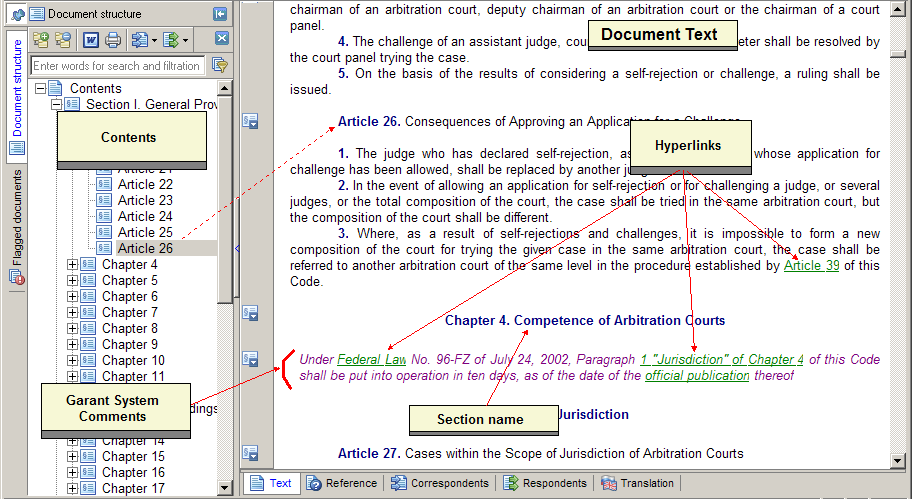 Document structure
Document structure
Flagged documents
Enter words for search and filtration
Contents
Section I. General Prov
Contents
Article 21
Article 22
Article 23
Article 24
Article 25
Article 26
Chapter 4
Chapter 5
Chapter 6
Chapter 7
Chapter 8
Chapter 9
Chapter 10
Chapter 11
Garant System
Comments
dings
Chapter 14
Chapter 15
Chapter 16
Chapter 17
chairman of an arbitration court, deputy chairman of an arbitration court or the chairman of a court
panel.
Document Text
4. The challenge of an assistant judge, cou eter shall be resolved by
the court panel trying the case.
5. On the basis of the results of considering a self-rejection or challenge, a ruling shall be
issued.
Article 26. Consequences of Approving an Application for a Challenge
Hyperlinks
1. The judge who has declared self-rejection, as whose application for
challenge has been allowed, shall be replaced by another
2. In the event of allowing an application for self-rejection or for challenging a judge, or several
judges, or the total composition of the court, the case shall be tried in the same arbitration court, but
the composition of the court shall be different.
3. Where, as a result of self-rejections and challenges, it is impossible to form a new
composition of the court for trying the given case in the same arbitration court, the case shall be
referred to another arbitration court of the same level in the procedure established by Article 39 of this
Code.
Chapter 4. Competence of Arbitration Courts
Under Federal Law No. 96-FZ of July 24, 2002, Paragraph 1 "Jurisdiction" of Chapter 4 of this Code
shall be put into operation in ten days, as of the date of the official publication thereof
Section name
Jurisdiction
Article 27. Cases within the Scope of Jurisdiction of Arbitration Courts
Text Reference Correspondents Respondents Translation